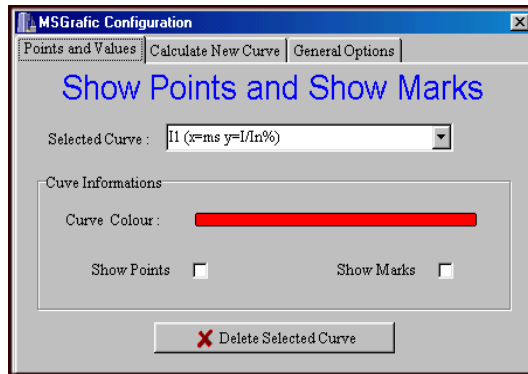 MSGrafic Configuration
Points and Values Calculate New Curve General Options
Show Points and Show Marks
Selected Curve : I1 (x=ms y=I/In%)
Cuve Informations
Curve Colour :
Show Points Show Marks
Delete Selected Curve